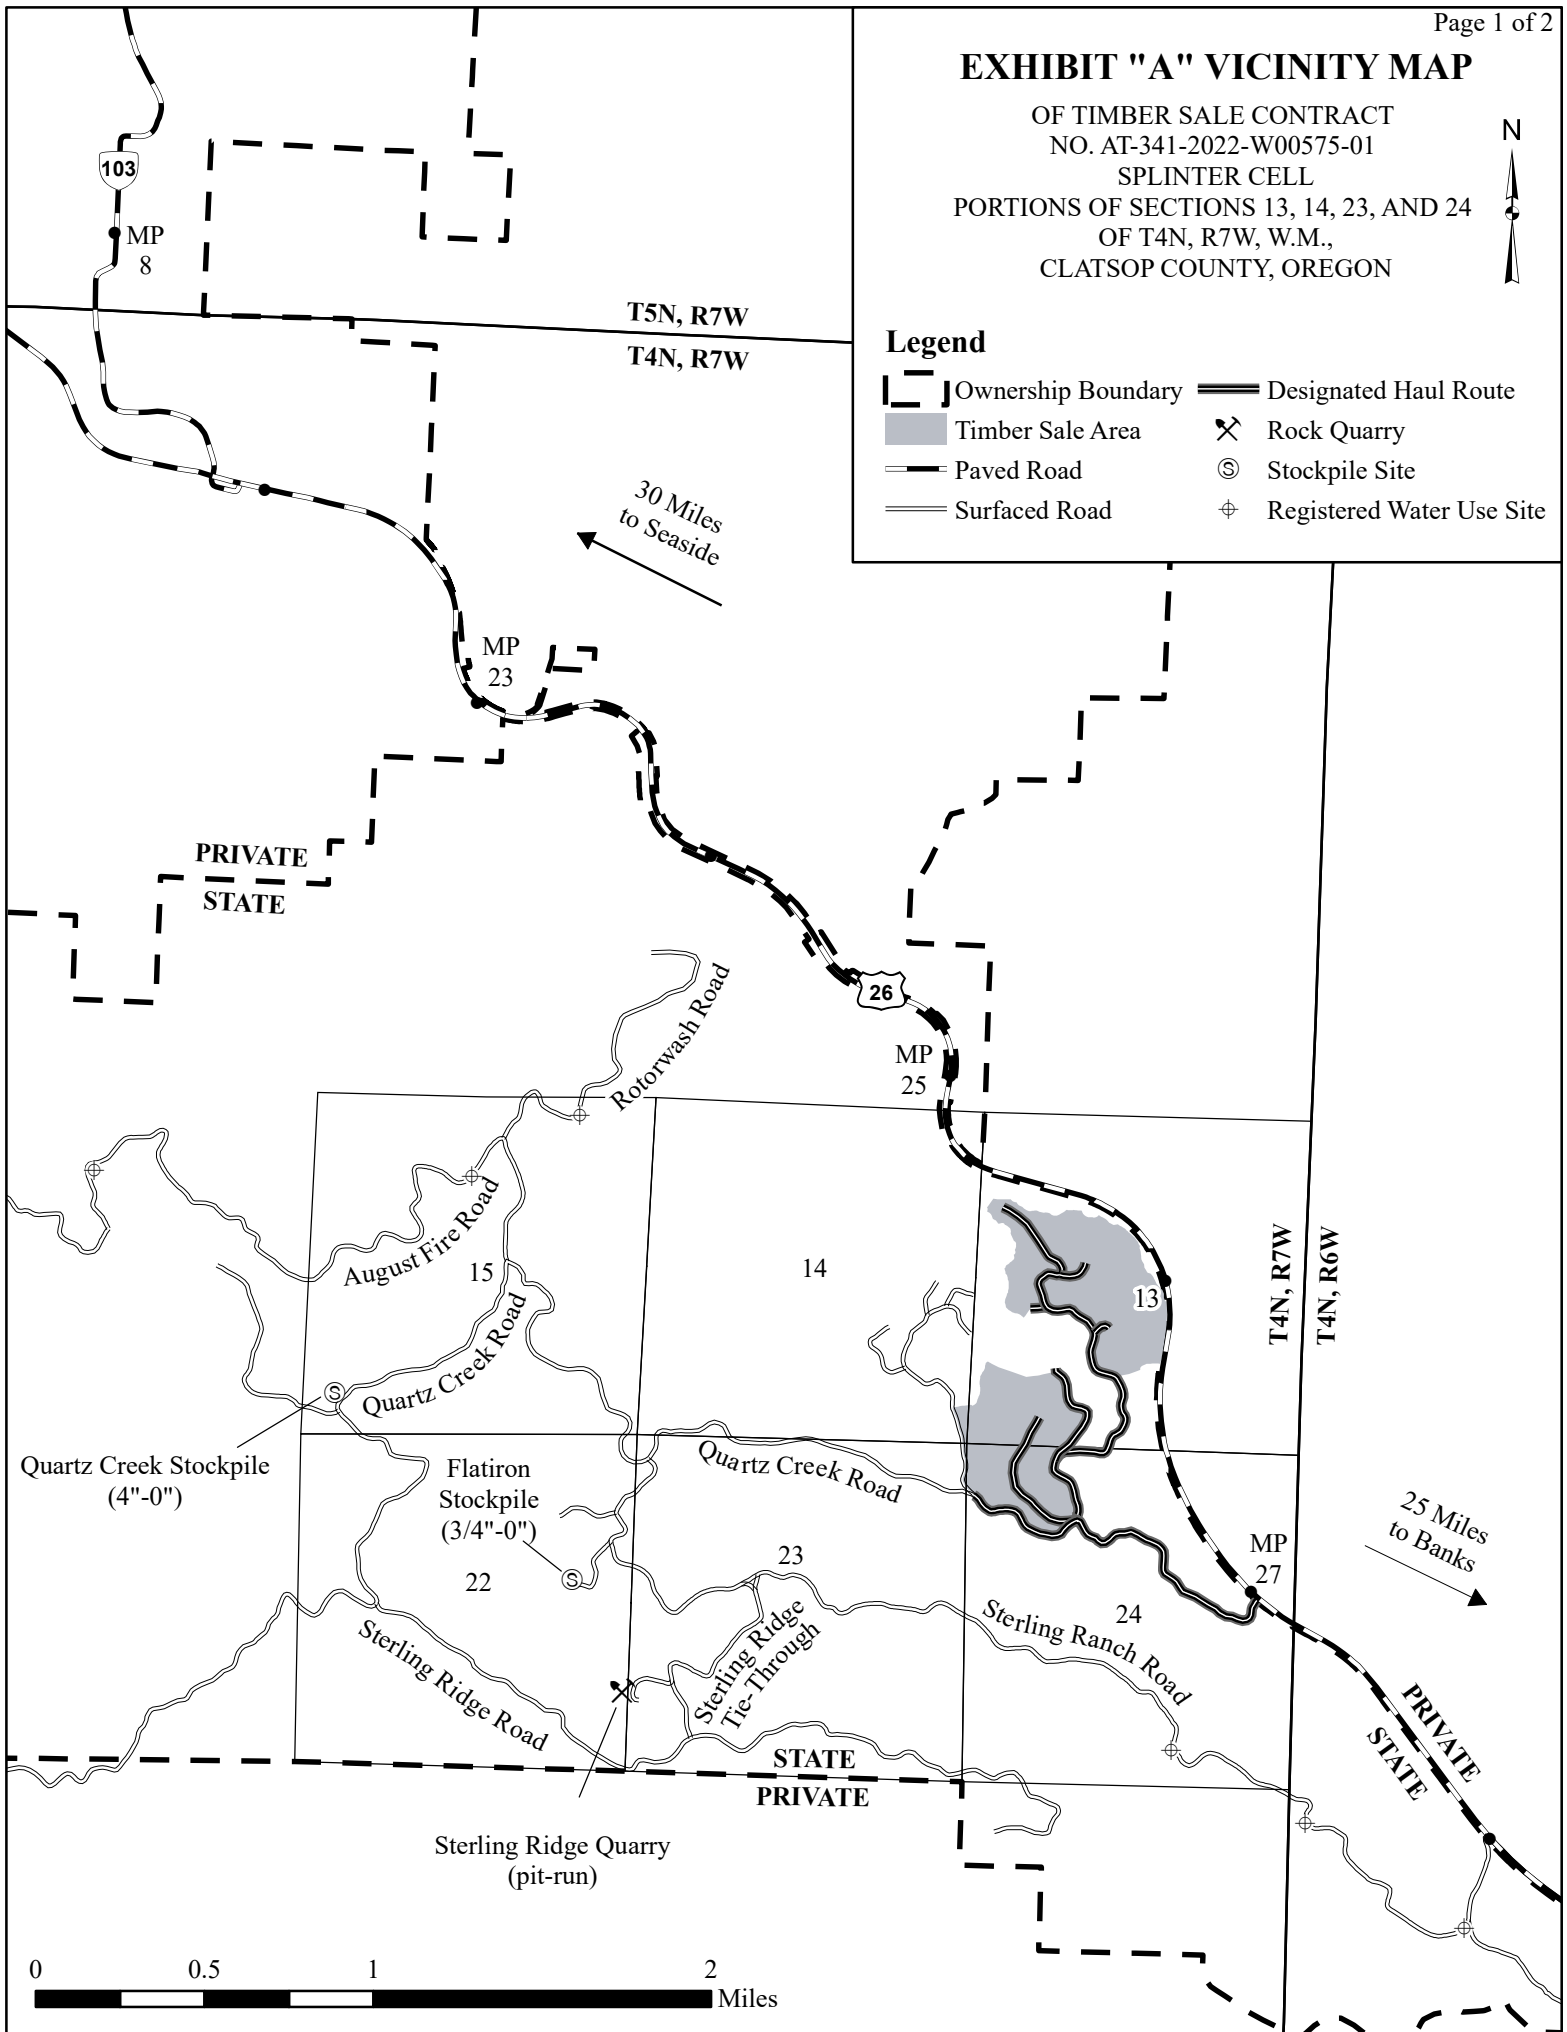 Page 1 of 2
EXHIBIT "A" VICINITY MAP
OF TIMBER SALE CONTRACT
NO. AT-341-2022-W00575-01
SPLINTER CELL
PORTIONS OF SECTIONS 13, 14, 23, AND 24
OF T4N, R7W, W.M.,
CLATSOP COUNTY, OREGON
N
Legend
Ownership Boundary
Designated Haul Route
Timber Sale Area
Rock Quarry
Paved Road
S
Stockpile Site
Surfaced Road
Registered Water Use Site
103
MP
8
T5N, R7W
T4N, R7W
30 Miles
to Seaside
MP
23
PRIVATE
STATE
26
Rotorwash Road
MP
25
August Fire Road
15
14
13
T4N, R7W
T4N, R6W
Quartz Creek Road
S
Quartz Creek Stockpile
(4"-0")
Flatiron
Stockpile
(3/4"-0")
Quartz Creek Road
25 Miles
to Banks
S
22
23
MP
27
24
Sterling Ridge Road
Sterling Ridge
Tie-Through
Sterling Ranch Road
PRIVATE
STATE
STATE
PRIVATE
Sterling Ridge Quarry
(pit-run)
0
0.5
1
2
Miles